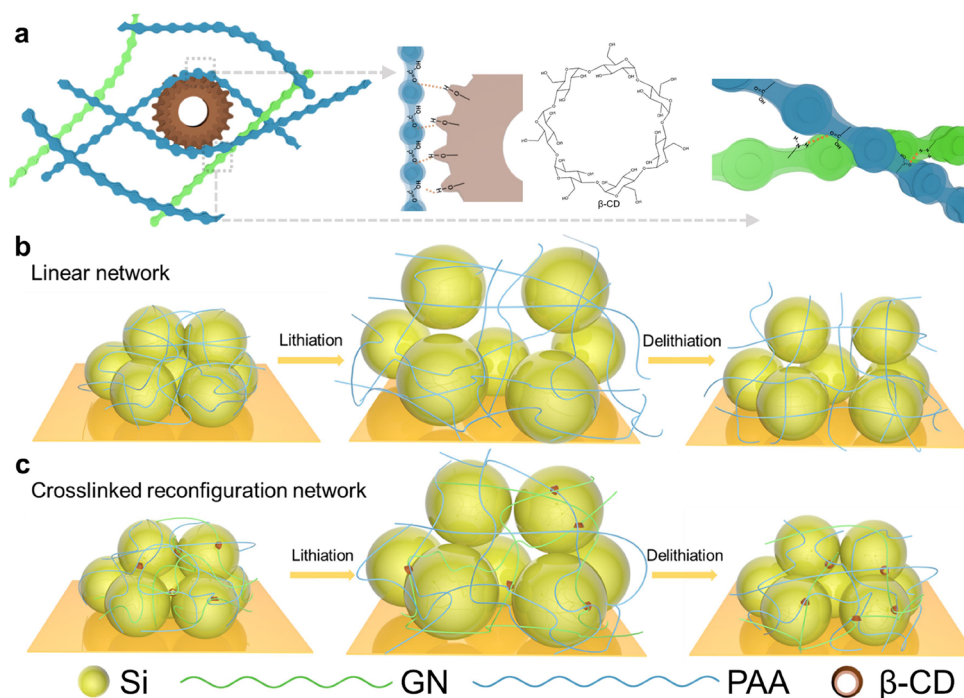 a
β-CD
b
Linear network
Lithiation
Delithiation
c
Crosslinked reconfiguration network
Lithiation
Delithiation
Si
GN
PAA
β-CD